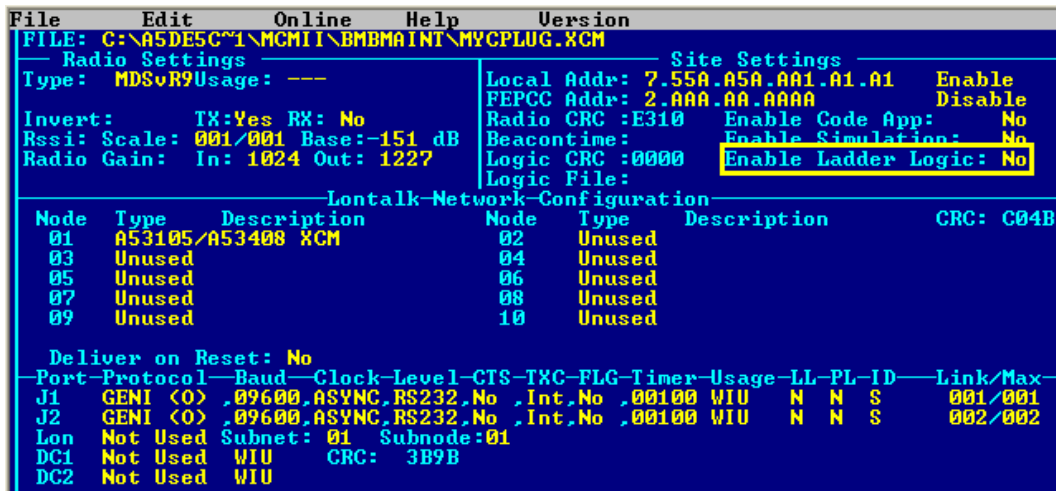 File Edit Online Help Version
FILE: C:\A5DE5C~1\MCMII\BMBMAINT\MYCPLUG.XCM
Radio Settings Site Settings
Type: MDSvR9Usage: --- Local Addr: 7.55A.A5A.AA1.A1.A1 Enable
FEPCC Addr: 2.AAA.AA.AAAA Disable
Invert: TX:Yes RX: No Radio CRC :E310 Enable Code App: No
Rssi: Scale: 001/001 Base:-151 dB Beacontime: Enable Simulation: No
Radio Gain: In: 1024 Out: 1227 Logic CRC :0000 Enable Ladder Logic: No
Logic File:
Lontalk-Network-Configuration
Node Type Description Node Type Description CRC: C04B
01 A53105/A53408 XCM 02 Unused
03 Unused 04 Unused
05 Unused 06 Unused
07 Unused 08 Unused
09 Unused 10 Unused
Deliver on Reset: No
Port-Protocol-Baud-Clock-Level-CTS-TXC-FLG-Timer-Usage-LL-PL-ID-Link/Max
J1 GENI (O) ,09600,ASYNC,RS232,No ,Int,No ,00100 WIU N N S 001/001
J2 GENI (O) ,09600,ASYNC,RS232,No ,Int,No ,00100 WIU N N S 002/002
Lon Not Used Subnet: 01 Subnode:01
DC1 Not Used WIU CRC: 3B9B
DC2 Not Used WIU